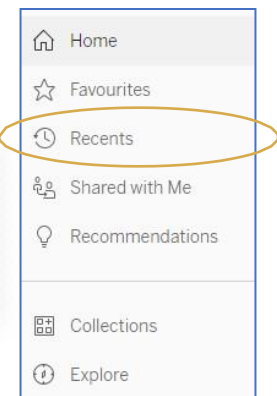 Home
Favourites
Recents
Shared with Me
Recommendations
Collections
Explore